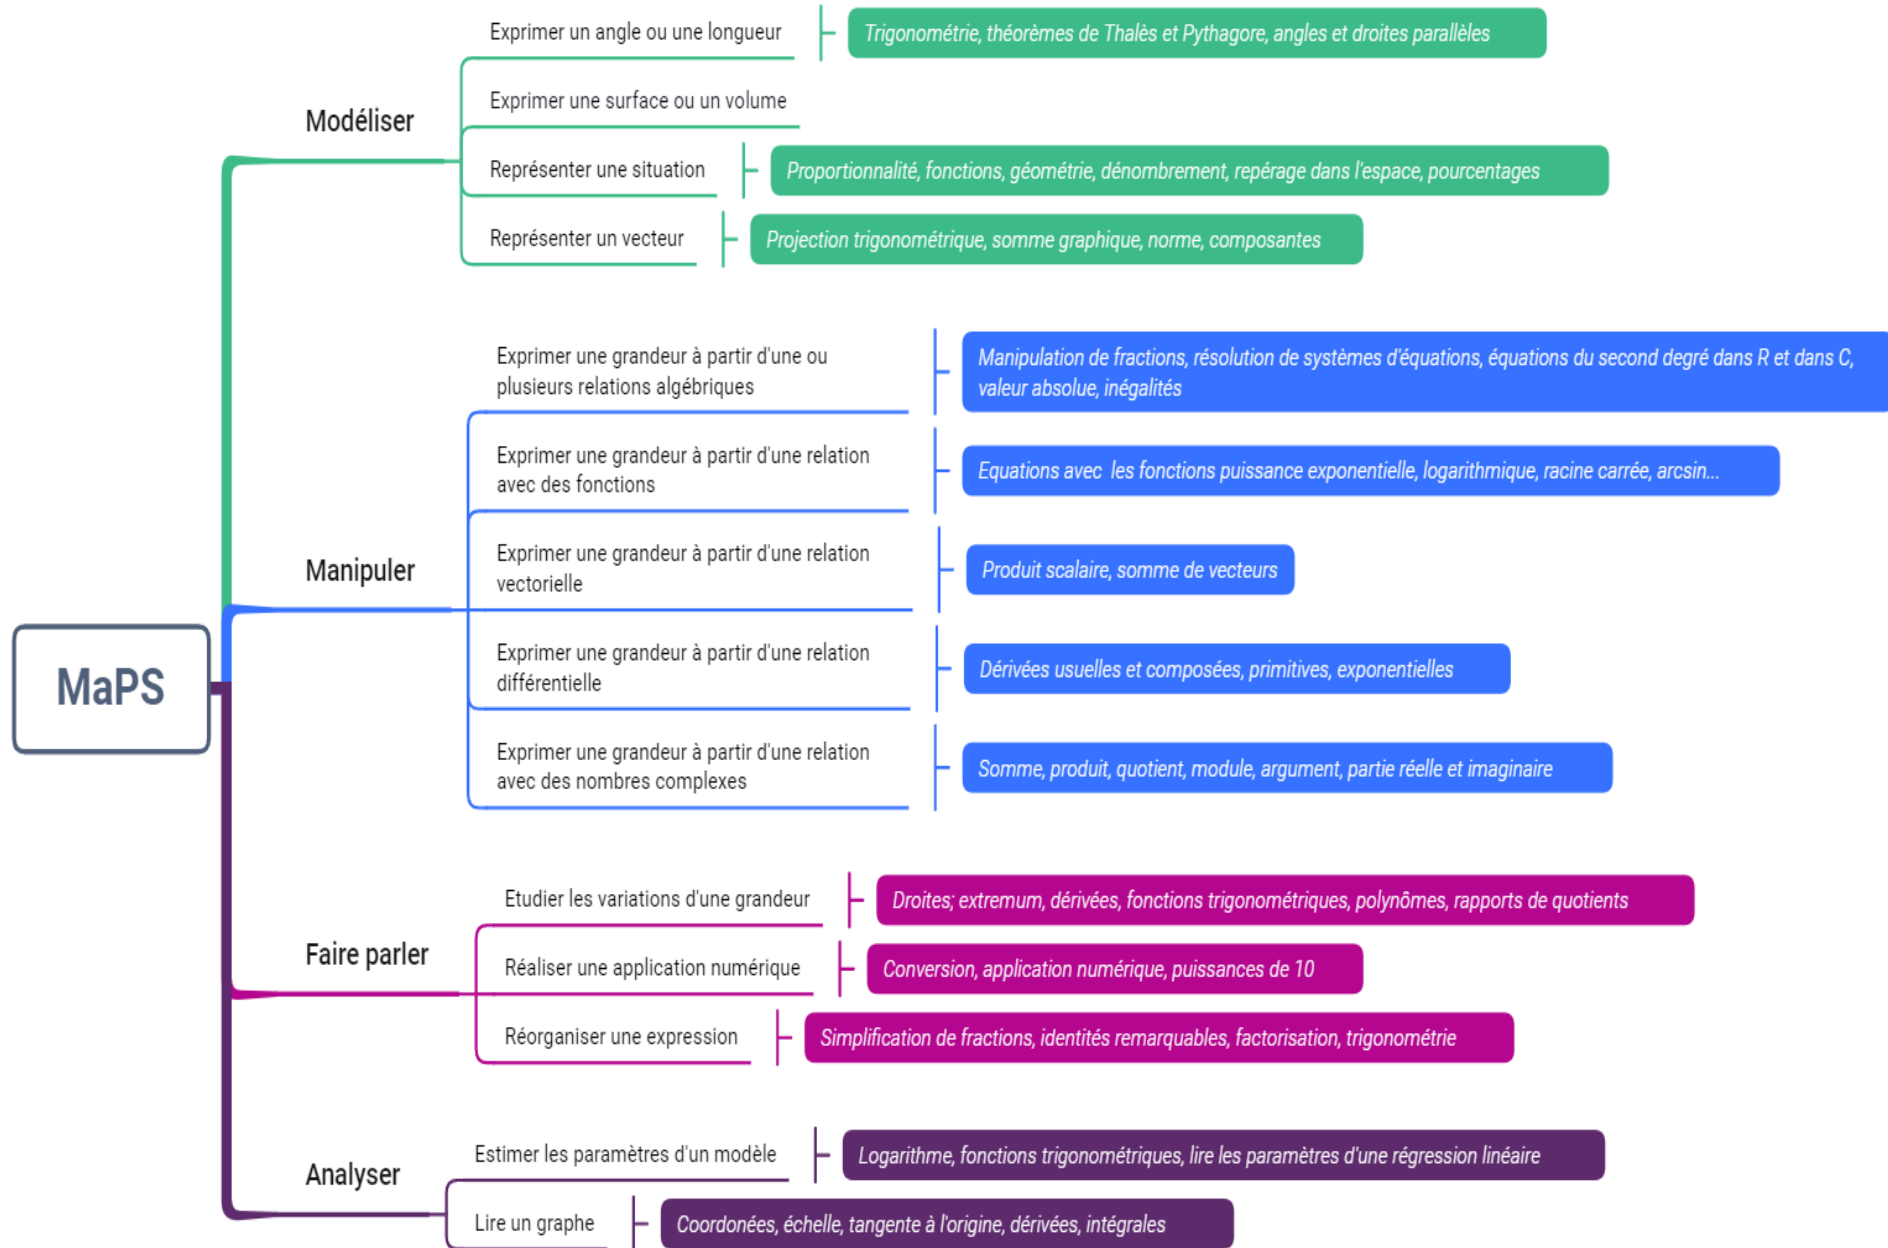 Exprimer un angle ou une longueur
Trigonométrie, théorèmes de Thalès et Pythagore, angles et droites parallèles
Modéliser
Exprimer une surface ou un volume
Représenter une situation
Proportionnalité, fonctions, géométrie, dénombrement, repérage dans l'espace, pourcentages
Représenter un vecteur
Projection trigonométrique, somme graphique, norme, composantes
Exprimer une grandeur à partir d'une ou
plusieurs relations algébriques
Manipulation de fractions, résolution de systèmes d'équations, équations du second degré dans R et dans C,
valeur absolue, inégalités
Exprimer une grandeur à partir d'une relation
avec des fonctions
Equations avec les fonctions puissance exponentielle, logarithmique, racine carrée, arcsin...
Manipuler
Exprimer une grandeur à partir d'une relation
vectorielle
Produit scalaire, somme de vecteurs
MaPS
Exprimer une grandeur à partir d'une relation
différentielle
Dérivées usuelles et composées, primitives, exponentielles
Exprimer une grandeur à partir d'une relation
avec des nombres complexes
Somme, produit, quotient, module, argument, partie réelle et imaginaire
Faire parler
Etudier les variations d'une grandeur
Droites; extremum, dérivées, fonctions trigonométriques, polynômes, rapports de quotients
Réaliser une application numérique
Conversion, application numérique, puissances de 10
Réorganiser une expression
Simplification de fractions, identités remarquables, factorisation, trigonométrie
Analyser
Estimer les paramètres d'un modèle
Logarithme, fonctions trigonométriques, lire les paramètres d'une régression linéaire
Lire un graphe
Coordonées, échelle, tangente à l'origine, dérivées, intégrales